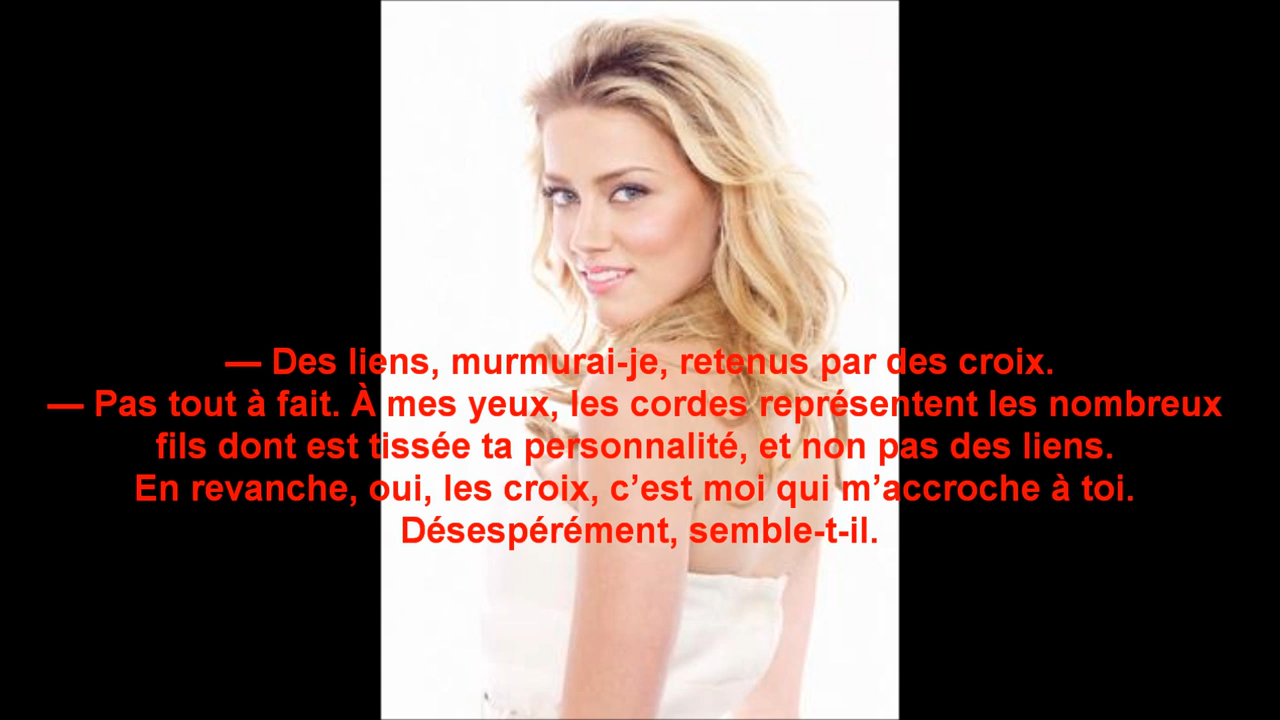 — Des liens, murmurai-je, retenus par des croix.
— Pas tout à fait. À mes yeux, les cordes représentent les nombreux
fils dont est tissée ta personnalité, et non pas des liens.
En revanche, oui, les croix, c’est moi qui m’accroche à toi.
Désespérément, semble-t-il.